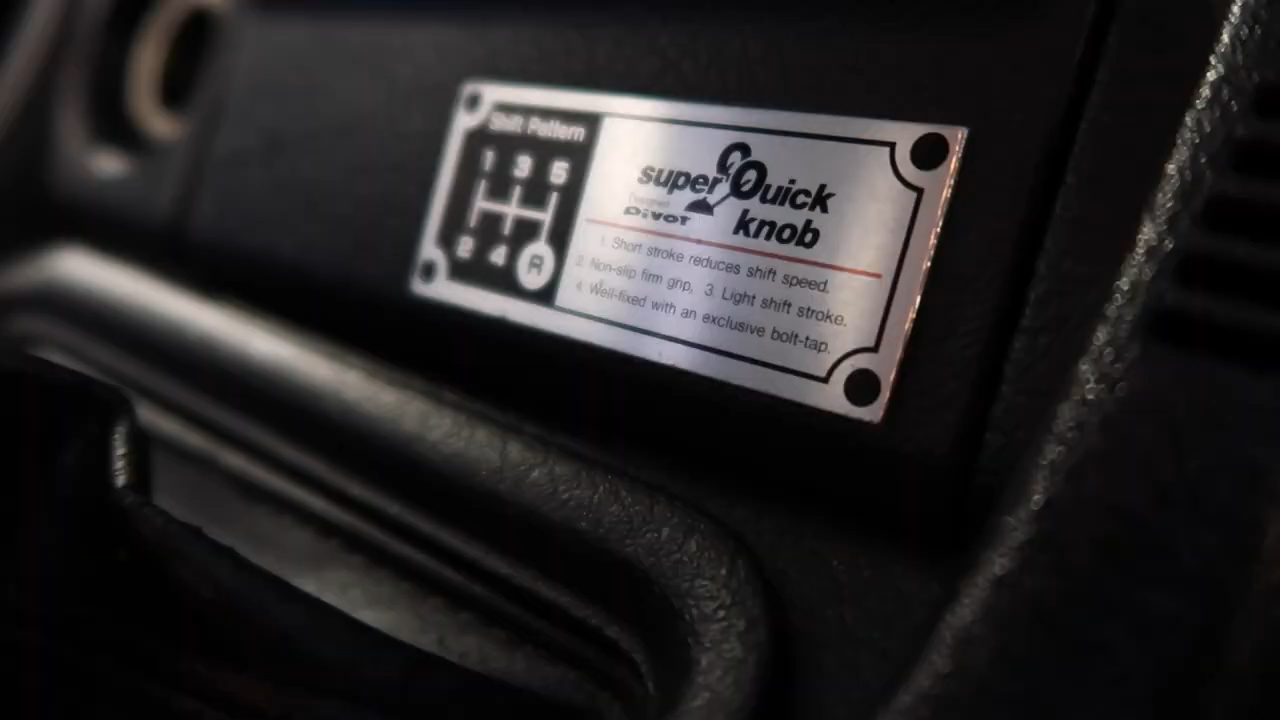 Shift Pattern
1 3 5
2 4 R
super Quick
Designed
Pivot
knob
1. Short stroke reduces shift speed.
2. Non-slip firm grip. 3. Light shift stroke.
4. Well-fixed with an exclusive bolt-tap.